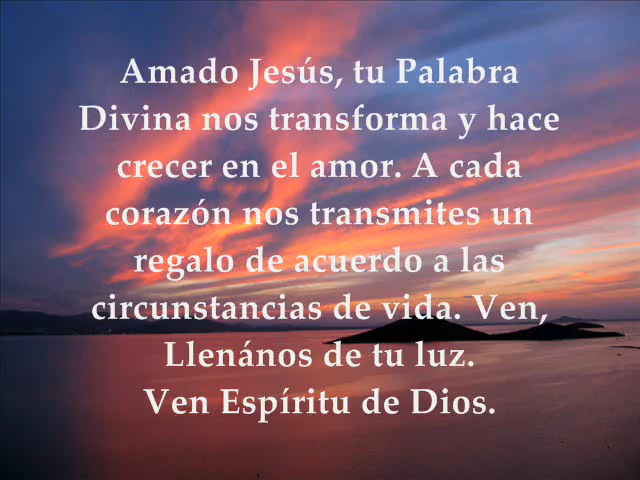 Amado Jesús, tu Palabra
Divina nos transforma y hace
crecer en el amor. A cada
corazón nos transmites un
regalo de acuerdo a las
circunstancias de vida. Ven,
Llenános de tu luz.
Ven Espíritu de Dios.